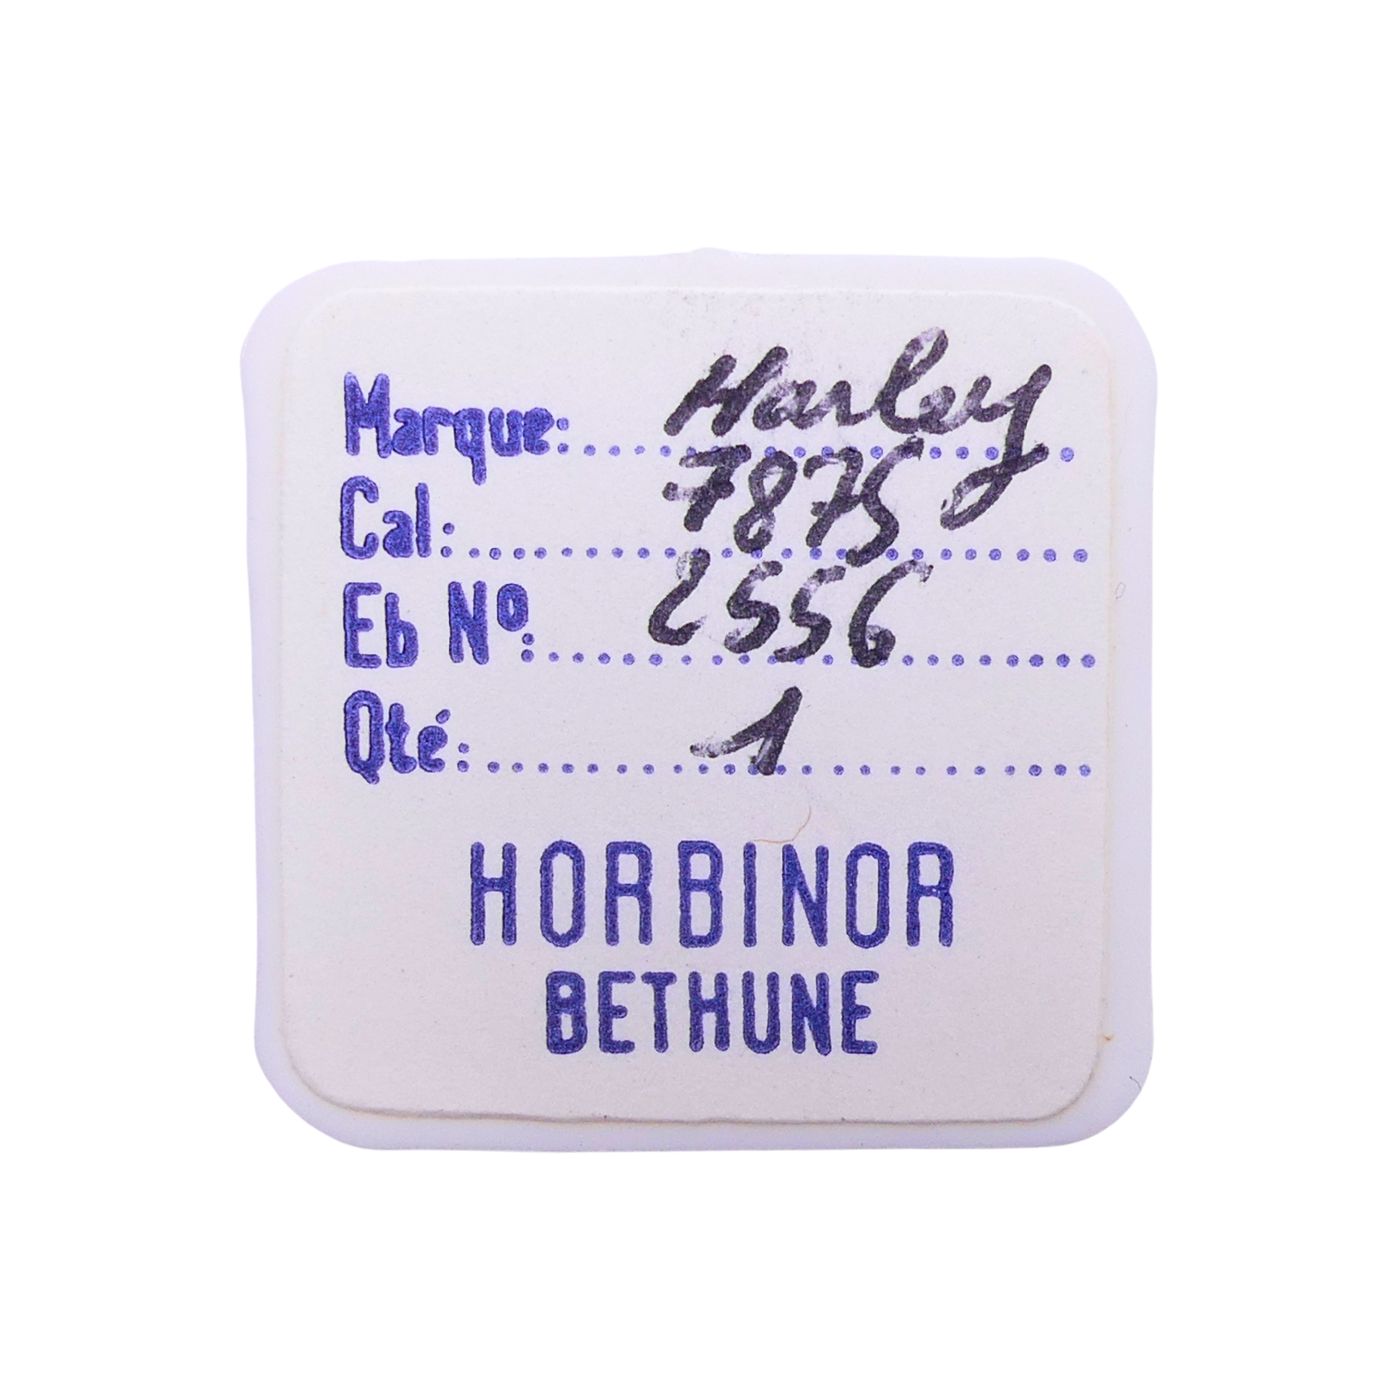 Marque: Harley
Cal: 7875
Eb Nº: 2556
Qté: 1
HORBINOR
BETHUNE